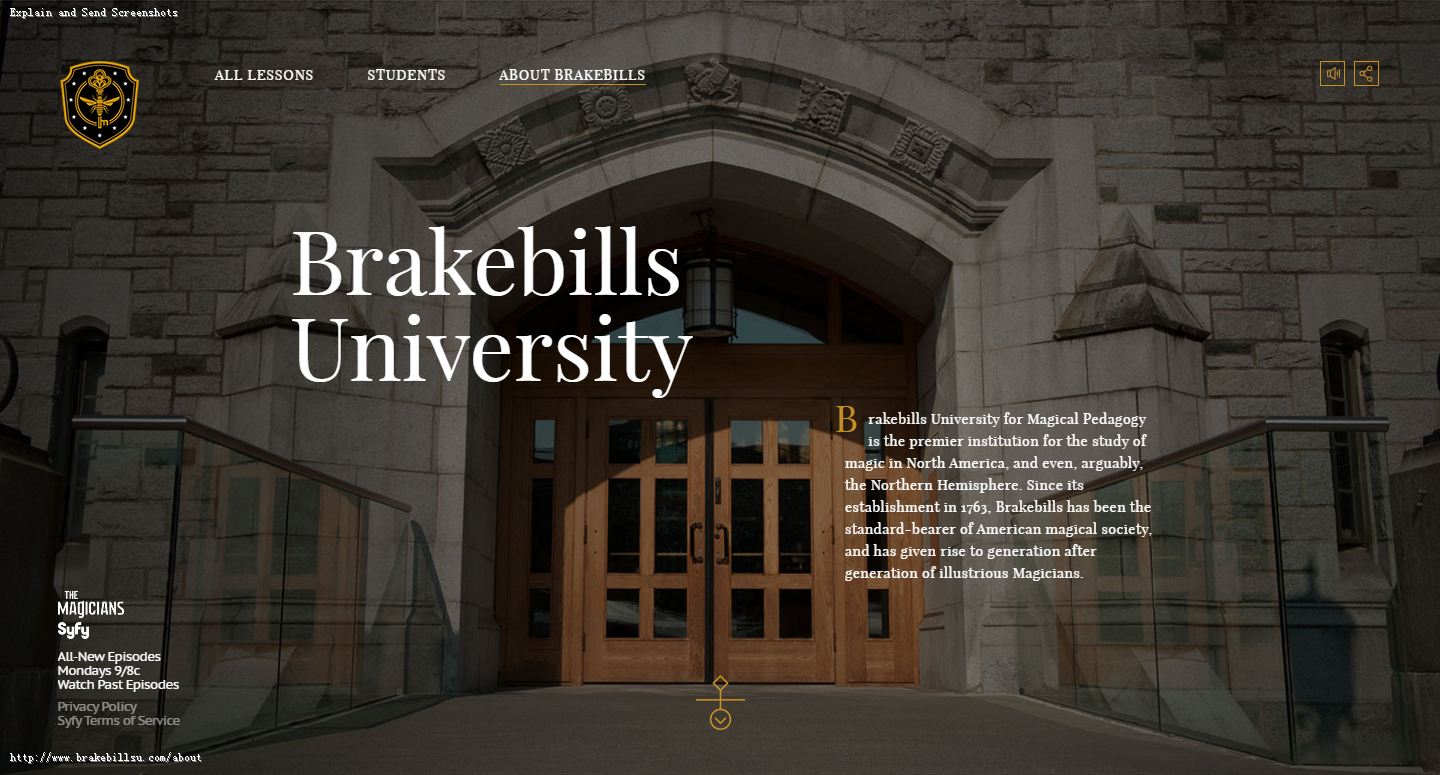 Explain and Send Screenshots
ALL LESSONS
STUDENTS
ABOUT BRAKEBILLS
Brakebills
University
Brakebills University for Magical Pedagogy
is the premier institution for the study of
magic in North America, and even, arguably,
the Northern Hemisphere. Since its
establishment in 1763, Brakebills has been the
standard-bearer of American magical society,
and has given rise to generation after
generation of illustrious Magicians.
THE
MAGICIANS
Syfy
All-New Episodes
Mondays 9/8c
Watch Past Episodes
Privacy Policy
Syfy Terms of Service
http://www.brakebillsu.com/about